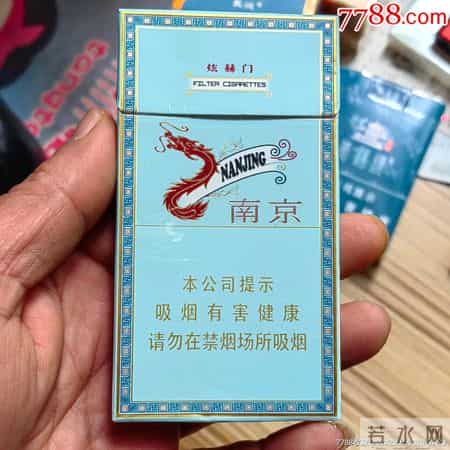 7788.com
炫赫门
FILTER CIGARETTES
NANJING
南京
本公司提示
吸烟有害健康
请勿在禁烟场所吸烟
若水网